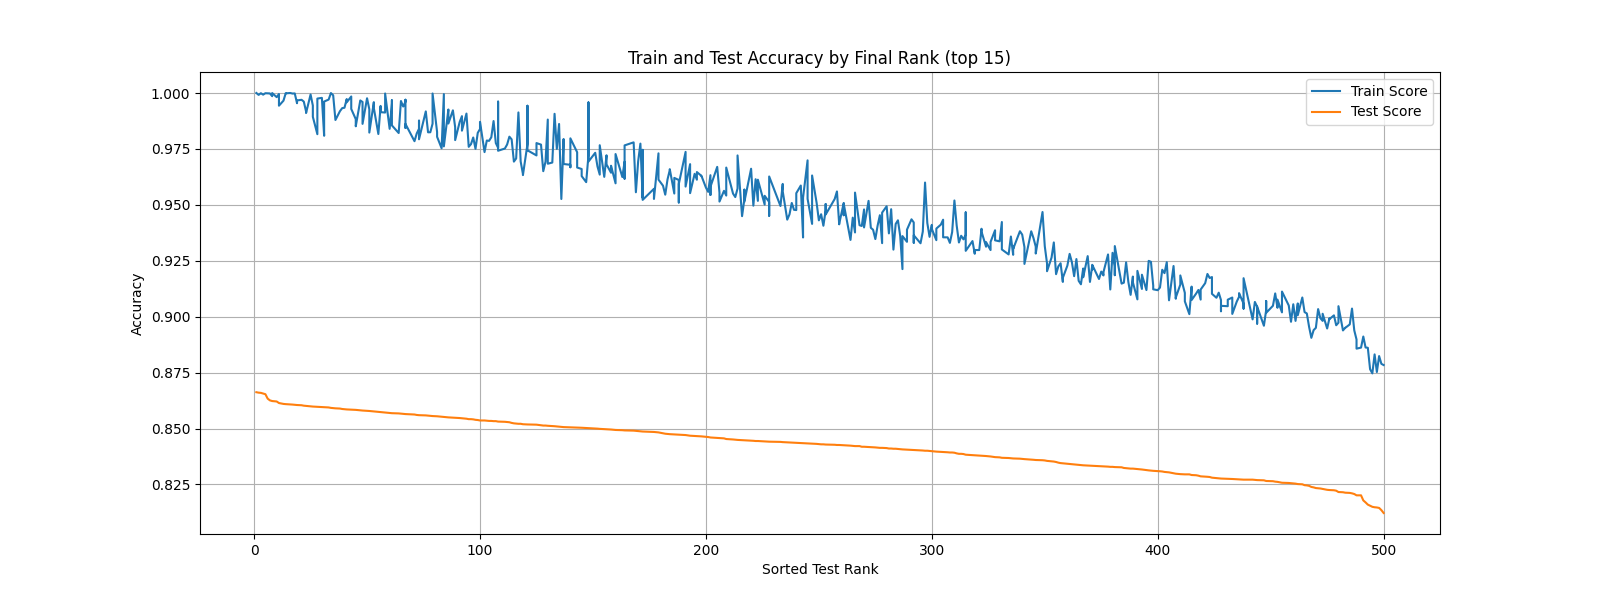 Train and Test Accuracy by Final Rank (top 15)
1.000
0.975
0.950
0.925
0.900
0.875
0.850
0.825
Accuracy
0 100 200 300 400 500
Sorted Test Rank
Train Score
Test Score